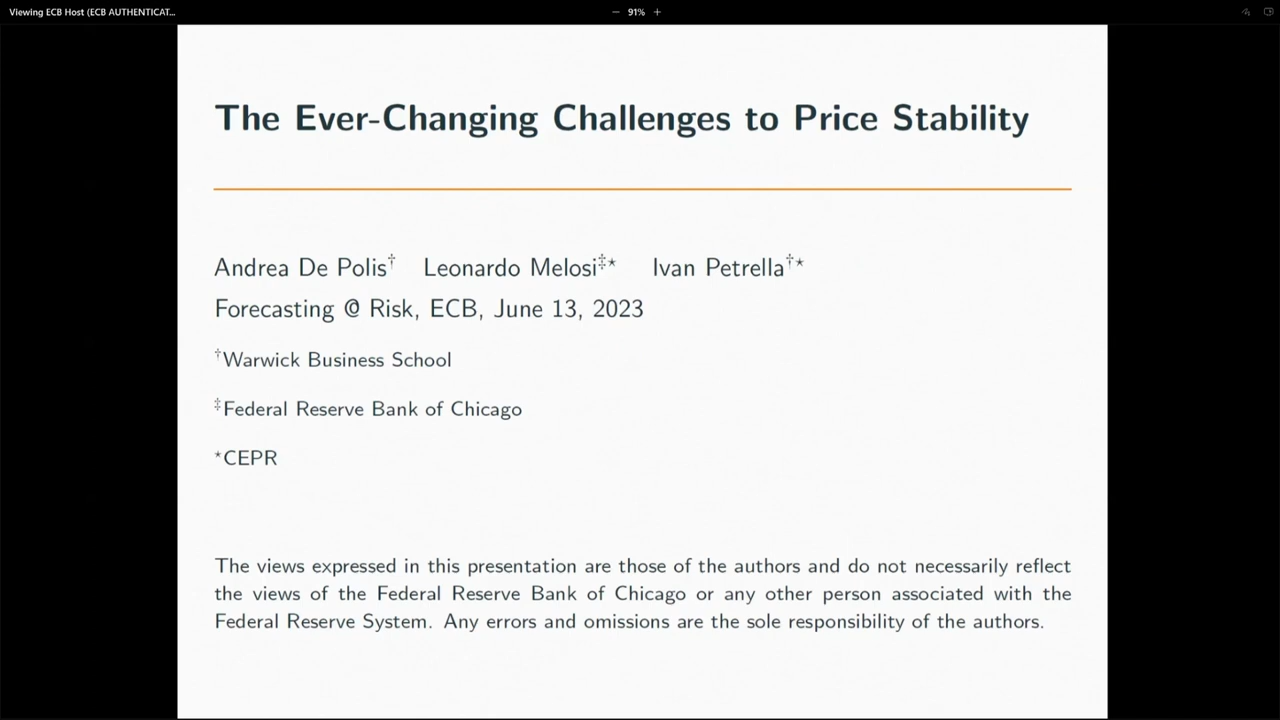 Viewing ECB Host (ECB AUTHENTICAT...
− 91% +
The Ever-Changing Challenges to Price Stability
Andrea De Polis† Leonardo Melosi‡⋆ Ivan Petrella†⋆
Forecasting @ Risk, ECB, June 13, 2023
†Warwick Business School
‡Federal Reserve Bank of Chicago
⋆CEPR
The views expressed in this presentation are those of the authors and do not necessarily reflect
the views of the Federal Reserve Bank of Chicago or any other person associated with the
Federal Reserve System. Any errors and omissions are the sole responsibility of the authors.